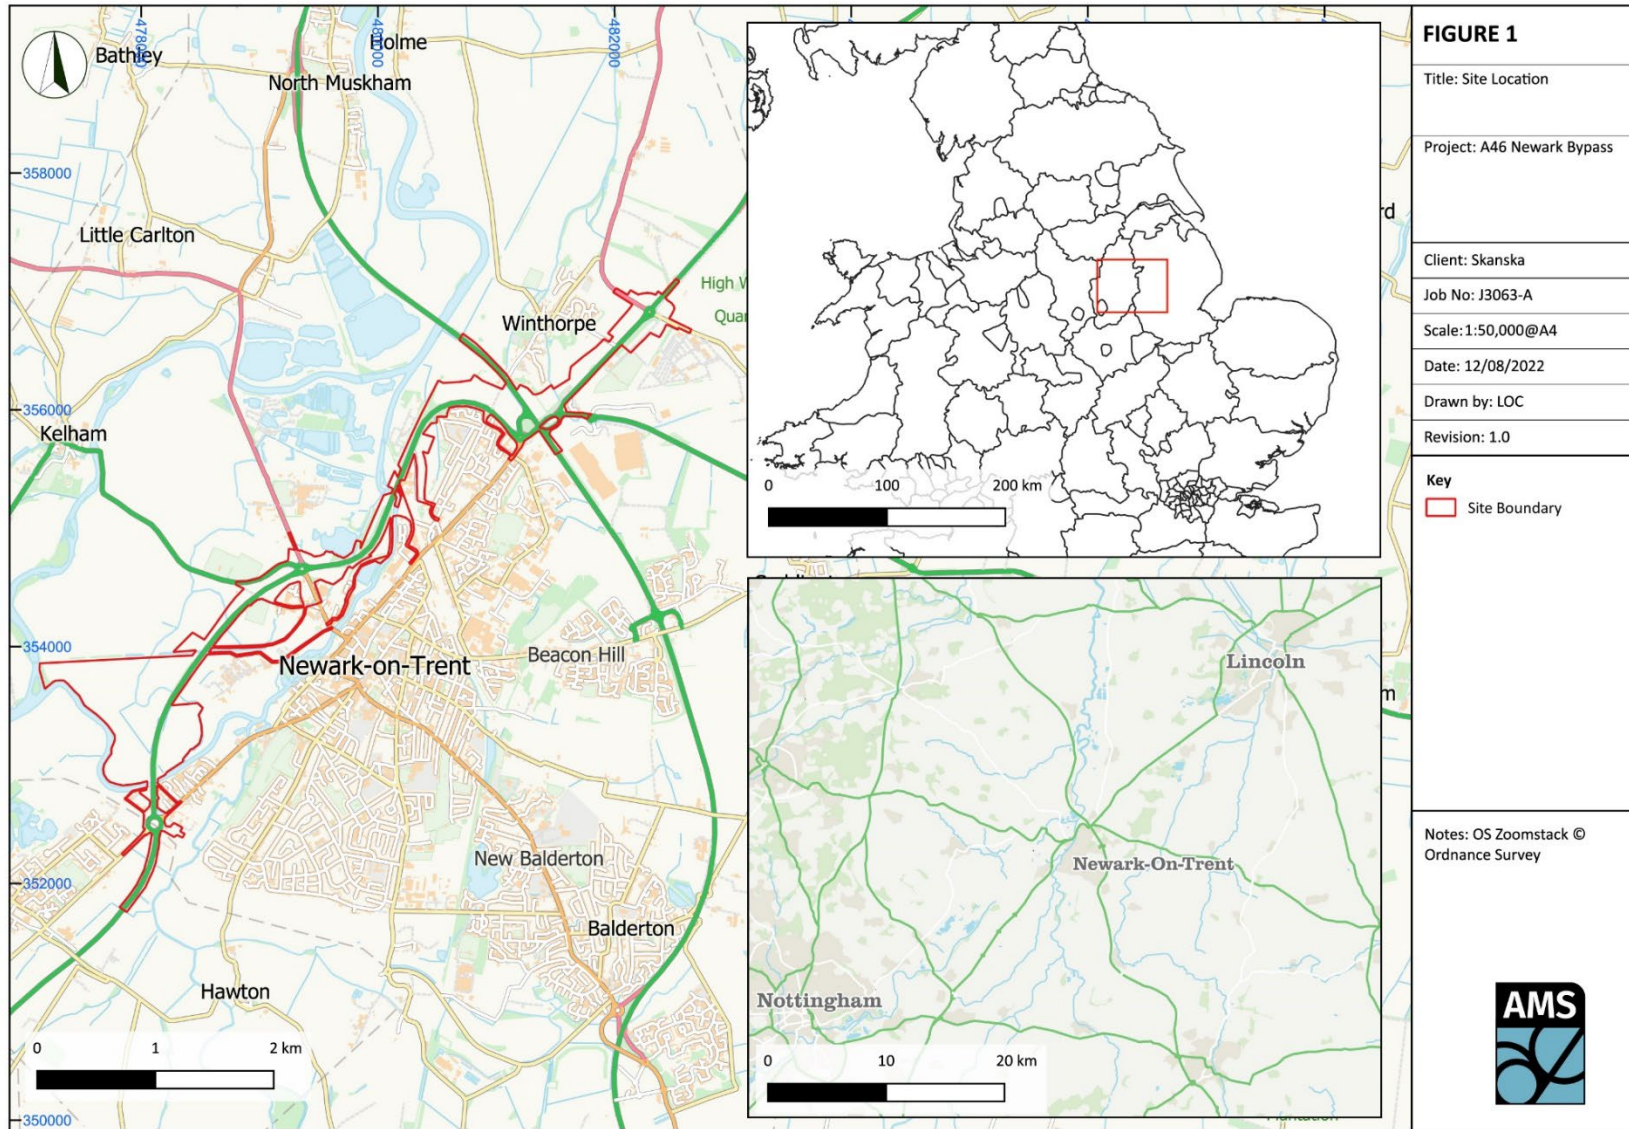 478000
480000
482000
Bathley
Holme
North Muskham
358000
Little Carlton
High W
Quar
Winthorpe
356000
Kelham
354000
Newark-on-Trent
Beacon Hill
352000
New Balderton
Balderton
Hawton
0 1 2 km
350000
rd
m
0 100 200 km
Lincoln
Newark-On-Trent
Nottingham
0 10 20 km
FIGURE 1
Title: Site Location
Project: A46 Newark Bypass
Client: Skanska
Job No: J3063-A
Scale:1:50,000@A4
Date: 12/08/2022
Drawn by: LOC
Revision: 1.0
Key
Site Boundary
Notes: OS Zoomstack ©
Ordnance Survey
AMS